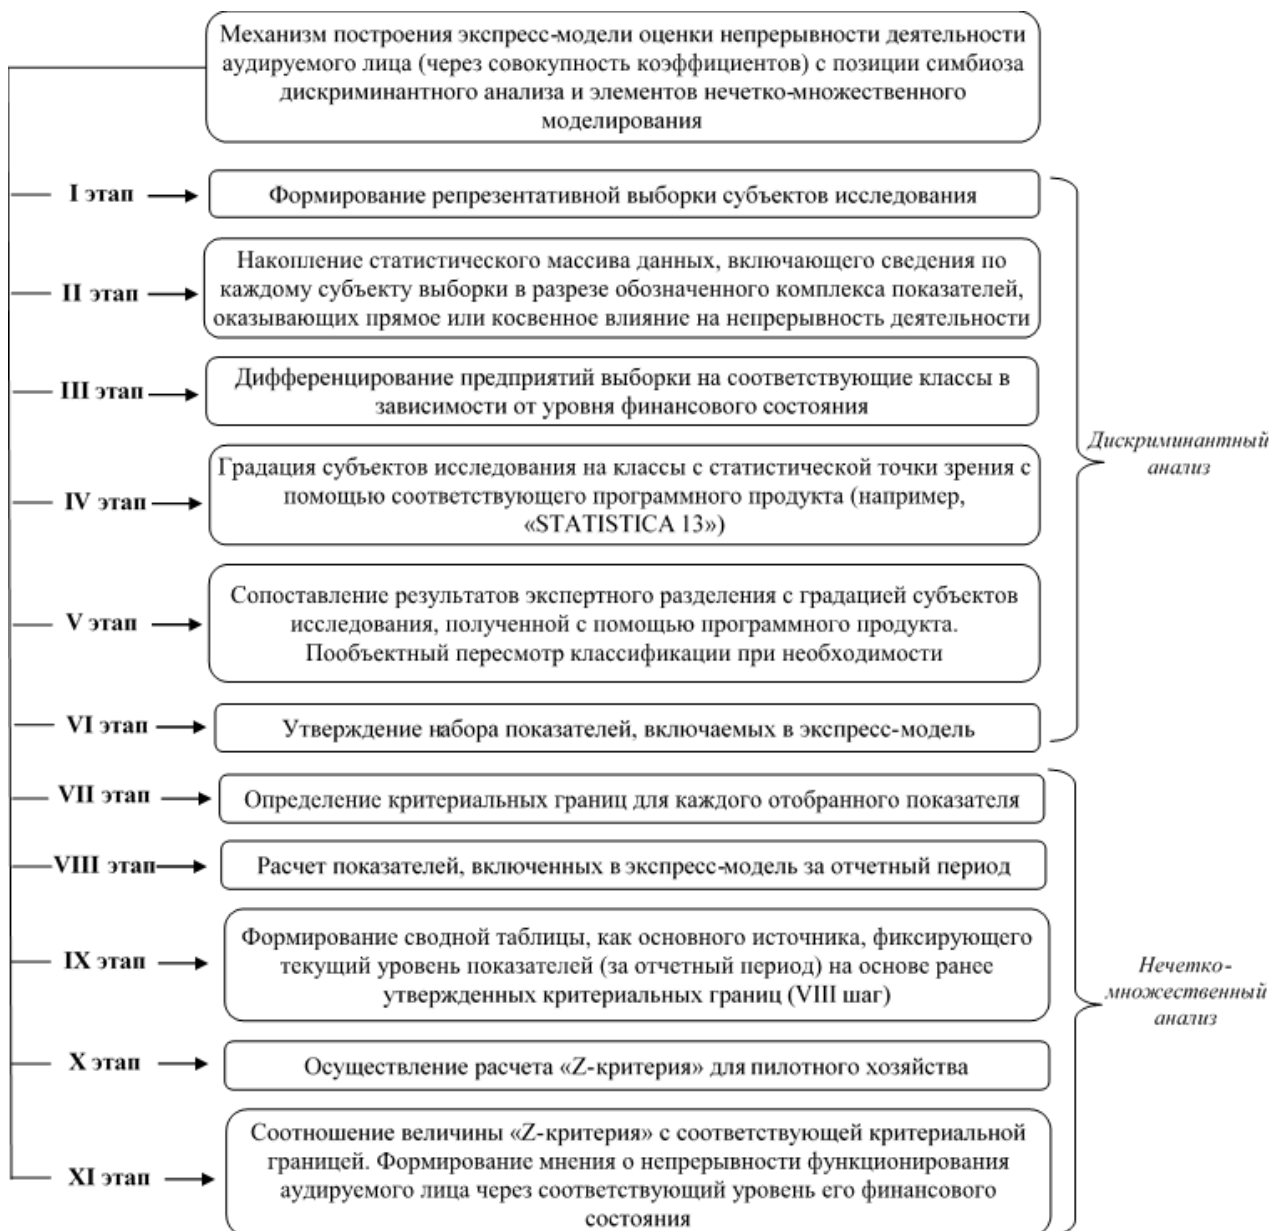 Механизм построения экспресс-модели оценки непрерывности деятельности
аудируемого лица (через совокупность коэффициентов) с позиции симбиоза
дискриминантного анализа и элементов нечетко-множественного
моделирования
I этап
Формирование репрезентативной выборки субъектов исследования
II этап
Накопление статистического массива данных, включающего сведения по
каждому субъекту выборки в разрезе обозначенного комплекса показателей,
оказывающих прямое или косвенное влияние на непрерывность деятельности
III этап
Дифференцирование предприятий выборки на соответствующие классы в
зависимости от уровня финансового состояния
IV этап
Градация субъектов исследования на классы с статистической точки зрения с
помощью соответствующего программного продукта (например,
«STATISTICA 13»)
V этап
Сопоставление результатов экспертного разделения с градацией субъектов
исследования, полученной с помощью программного продукта.
Пообъектный пересмотр классификации при необходимости
VI этап
Утверждение набора показателей, включаемых в экспресс-модель
Дискриминантный
анализ
VII этап
Определение критериальных границ для каждого отобранного показателя
VIII этап
Расчет показателей, включенных в экспресс-модель за отчетный период
IX этап
Формирование сводной таблицы, как основного источника, фиксирующего
текущий уровень показателей (за отчетный период) на основе ранее
утвержденных критериальных границ (VIII шаг)
X этап
Осуществление расчета «Z-критерия» для пилотного хозяйства
XI этап
Соотношение величины «Z-критерия» с соответствующей критериальной
границей. Формирование мнения о непрерывности функционирования
аудируемого лица через соответствующий уровень его финансового
состояния
Нечетко-
множественный
анализ